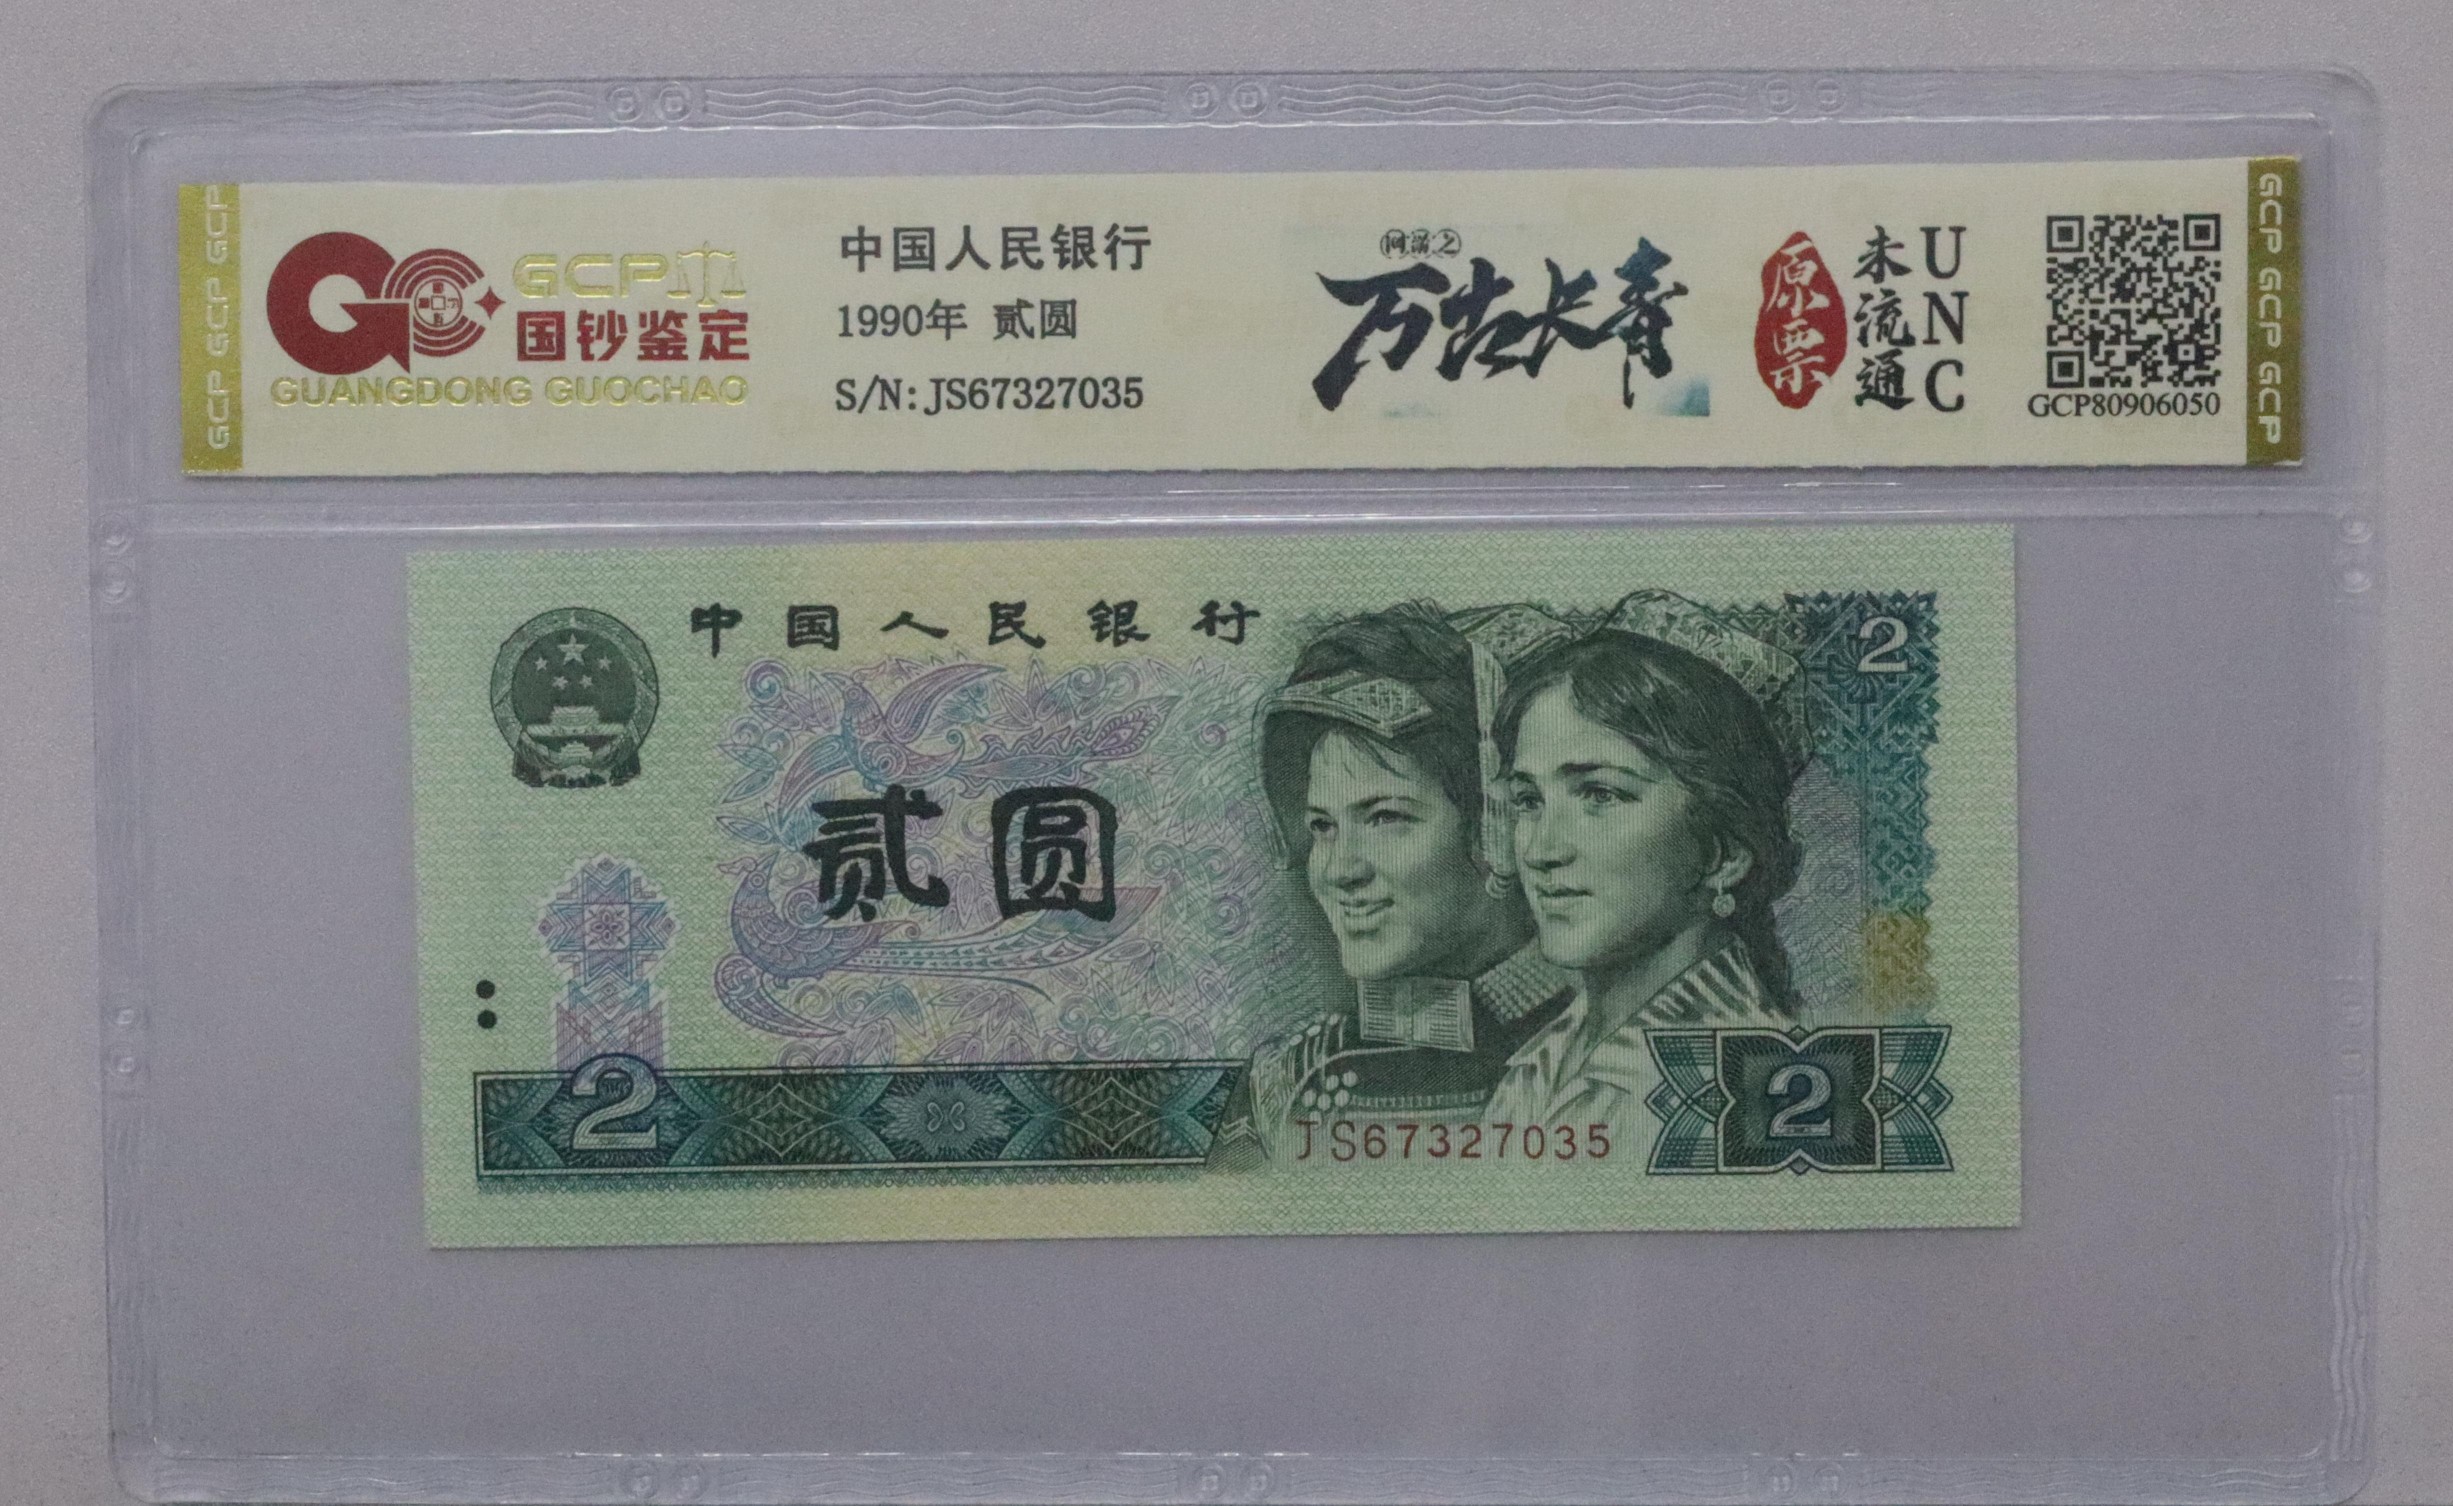 GCP GCP GCP
GCP
国钞鉴定
GUANGDONG GUOCHAO
中国人民银行
1990年 贰圆
S/N:JS67327035
万古长青
原票
未流通
UNC
GCP80906050
GCP GCP GCP GCP
中国人民银行
2
贰圆
2
JS67327035
2